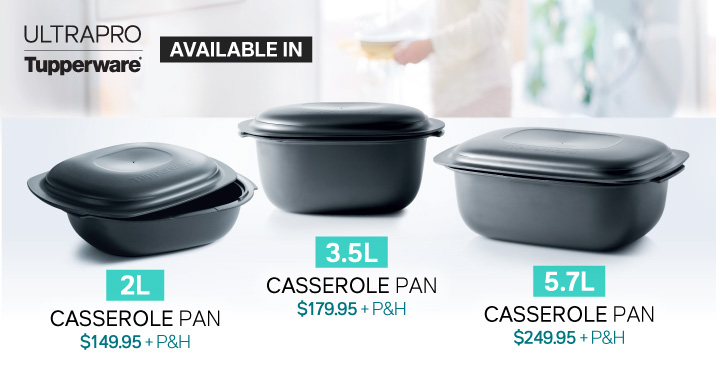 ULTRAPRO
Tupperware®
AVAILABLE IN
2L
CASSEROLE PAN
$149.95 + P&H
3.5L
CASSEROLE PAN
$179.95 + P&H
5.7L
CASSEROLE PAN
$249.95 + P&H